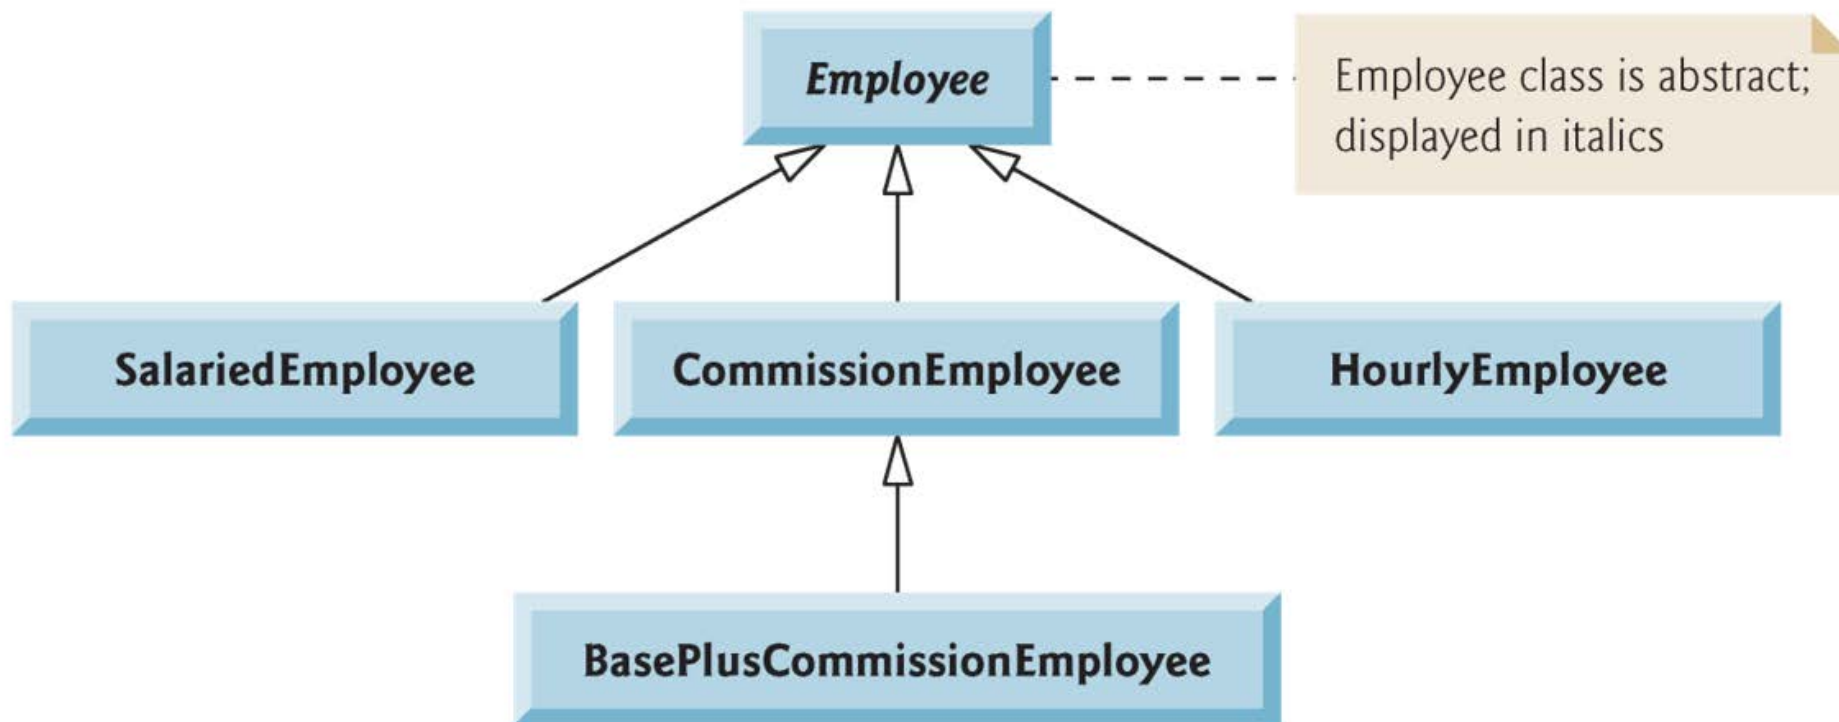 Employee
Employee class is abstract;
displayed in italics
SalariedEmployee
CommissionEmployee
HourlyEmployee
BasePlusCommissionEmployee